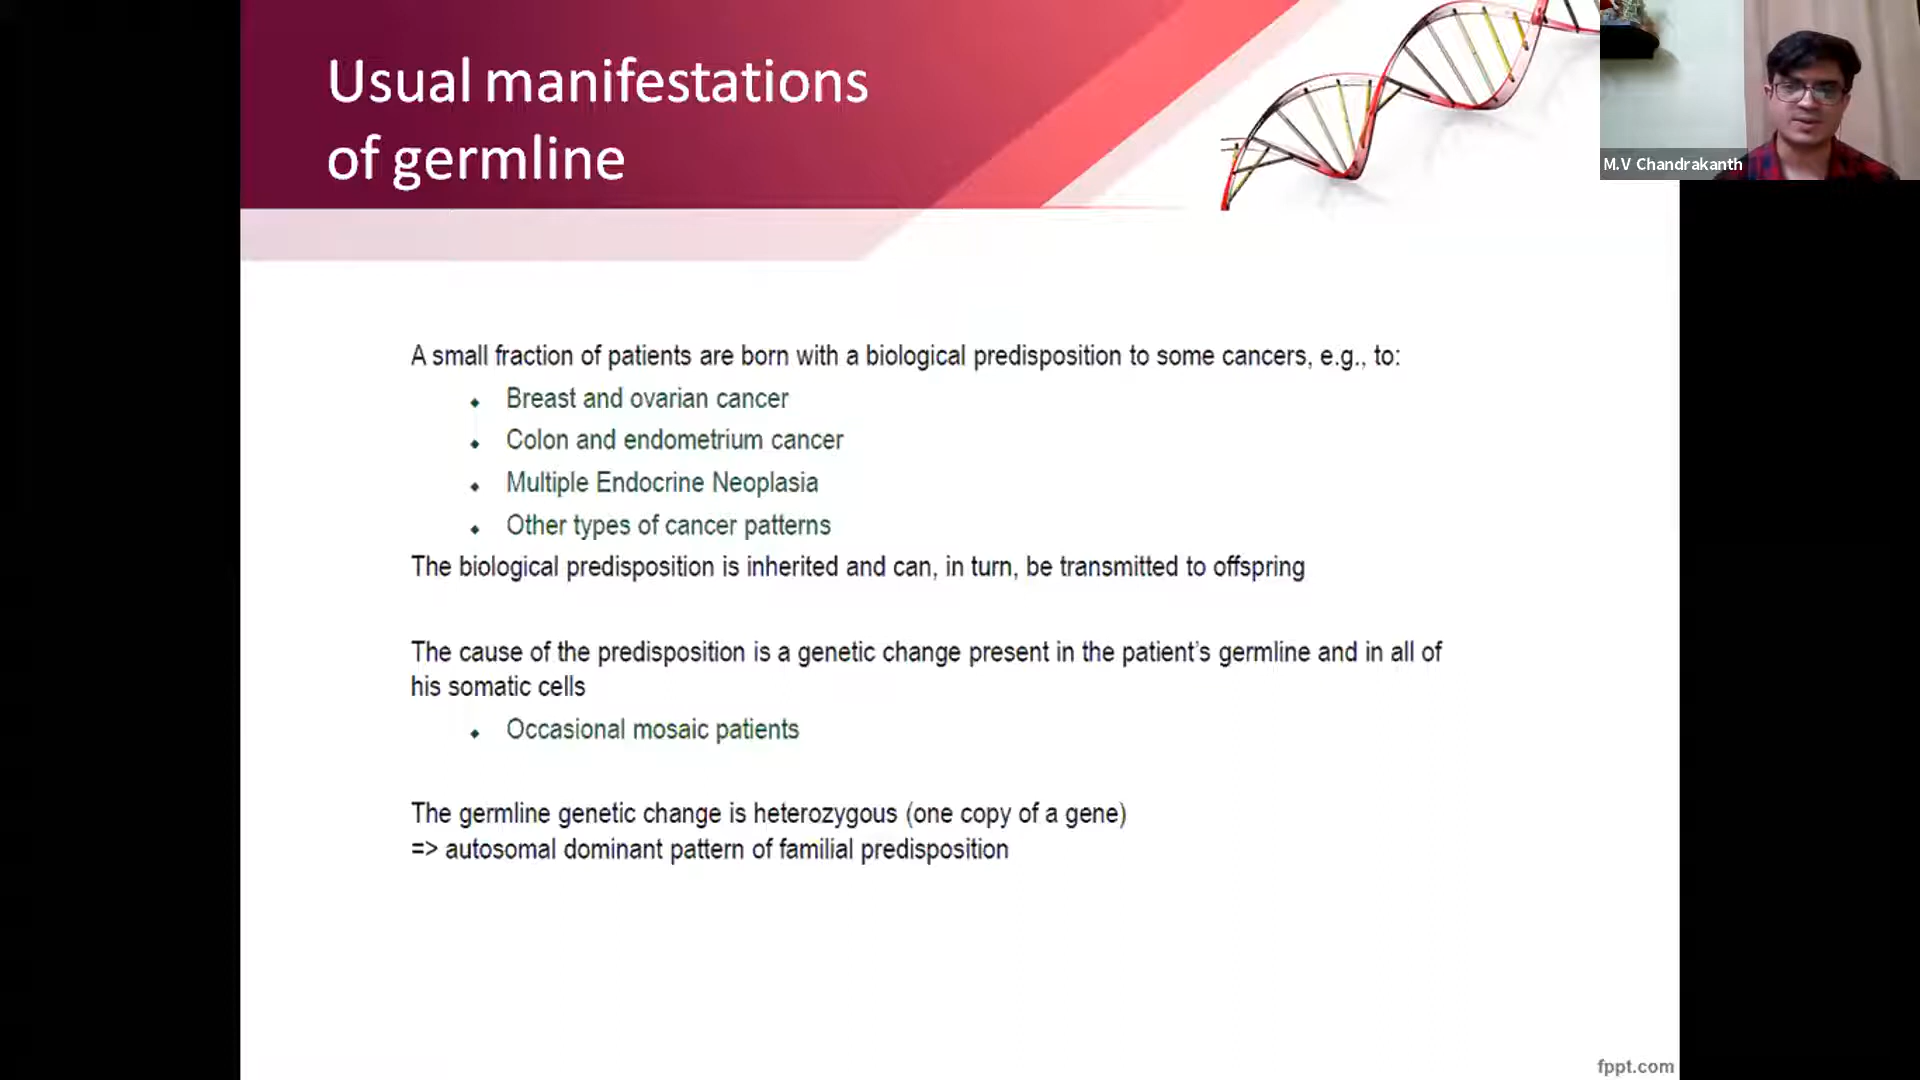 Usual manifestations
of germline
M.V Chandrakanth
A small fraction of patients are born with a biological predisposition to some cancers, e.g., to:
Breast and ovarian cancer
Colon and endometrium cancer
Multiple Endocrine Neoplasia
Other types of cancer patterns
The biological predisposition is inherited and can, in turn, be transmitted to offspring
The cause of the predisposition is a genetic change present in the patient's germline and in all of
his somatic cells
Occasional mosaic patients
The germline genetic change is heterozygous (one copy of a gene)
=> autosomal dominant pattern of familial predisposition
fppt.com